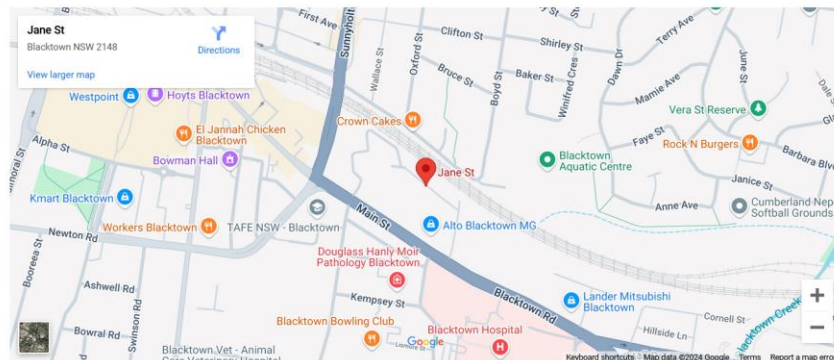 Jane St
Blacktown NSW 2148
Directions
View larger map
First Ave
Sunnyholt
Wallace St
Oxford St
Clifton St
Shirley St
Bruce St
Baker St
Boyd St
Winifred Cres
Dawn Dr
Terry Ave
Mamie Ave
June St
Dale S
Westpoint
Hoyts Blacktown
El Jannah Chicken
Blacktown
Crown Cakes
Vera St Reserve
Alpha St
Bowman Hall
Faye St
Rock N Burgers
Barbara Blv
Jane St
Blacktown
Aquatic Centre
Janice St
Kmart Blacktown
Anne Ave
Cumberland Nep
Softball Grounds
Workers Blacktown
TAFE NSW - Blacktown
Main St
Alto Blacktown MG
Newton Rd
Booreea St
Douglass Hanly Moir
Pathology Blacktown
Ashwell Rd
Swinson Rd
Kempsey St
Blacktown Rd
Lander Mitsubishi
Blacktown
Cornell St
Hillside Ln
Bowral Rd
Blacktown Bowling Club
Google
Blacktown Hospital
H
Blacktown Vet - Animal
+
−
Keyboard shortcuts
Map data ©2024 Google
Terms
Report a map e